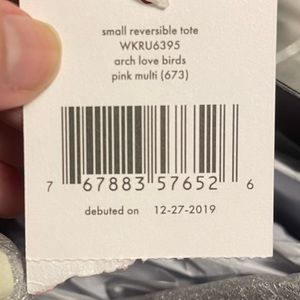 small reversible tote
WKRU6395
arch love birds
pink multi (673)
7 67883 57652 6
debuted on 12-27-2019